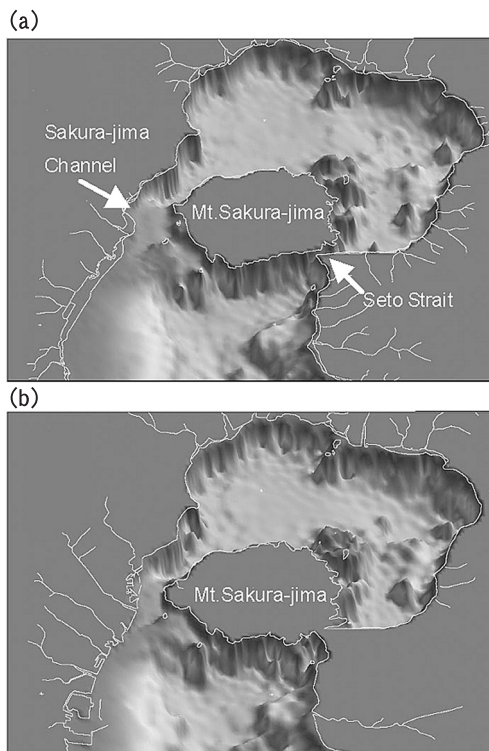 (a)
Sakura-jima
Channel
Mt.Sakura-jima
Seto Strait
(b)
Mt.Sakura-jima